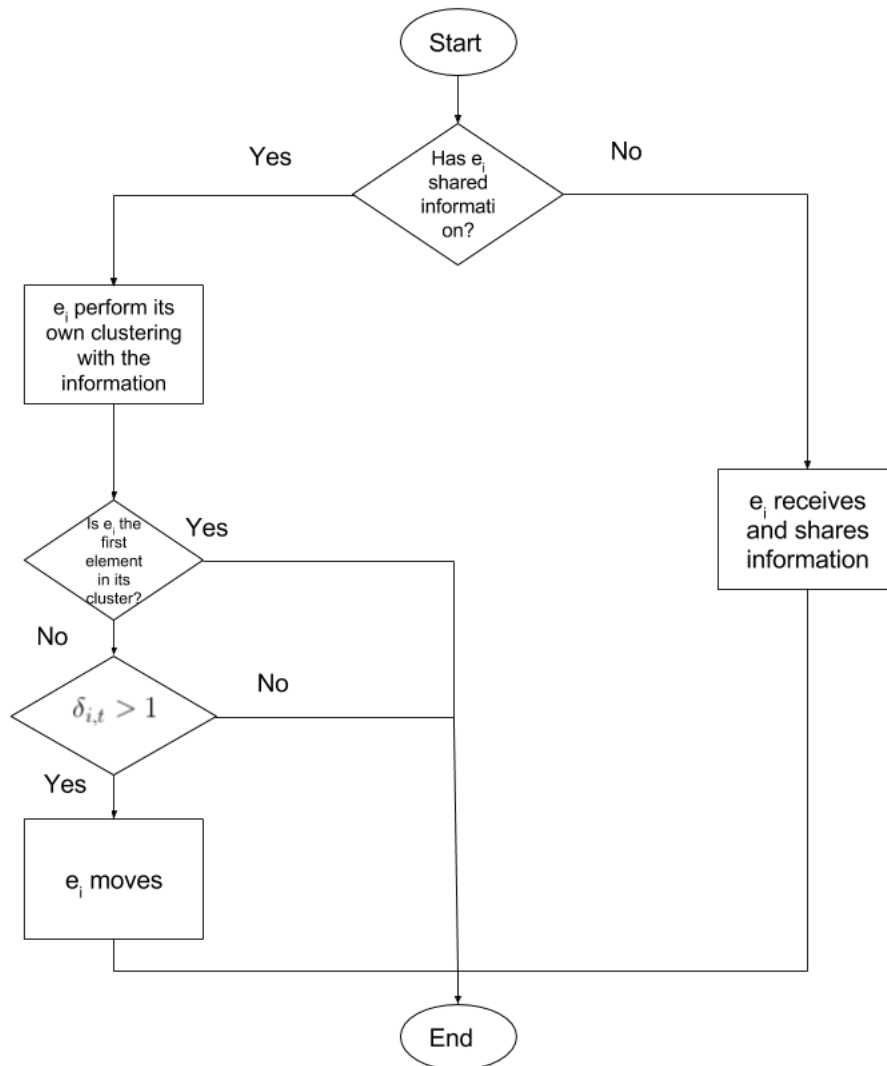 Start
Yes
Has e_i
shared
informati
on?
No
e_i perform its
own clustering
with the
information
Is e_i the
first
element
in its
cluster?
Yes
e_i receives
and shares
information
No
δ_{i,t} > 1
No
Yes
e_i moves
End